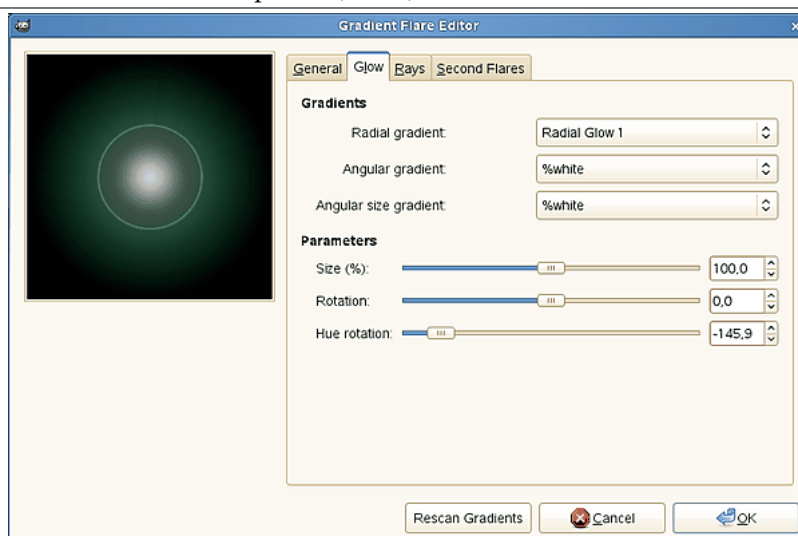 Gradient Flare Editor
General Glow Rays Second Flares
Gradients
Radial gradient: Radial Glow 1
Angular gradient: %white
Angular size gradient: %white
Parameters
Size (%): 100,0
Rotation: 0,0
Hue rotation: -145,9
Rescan Gradients Cancel OK